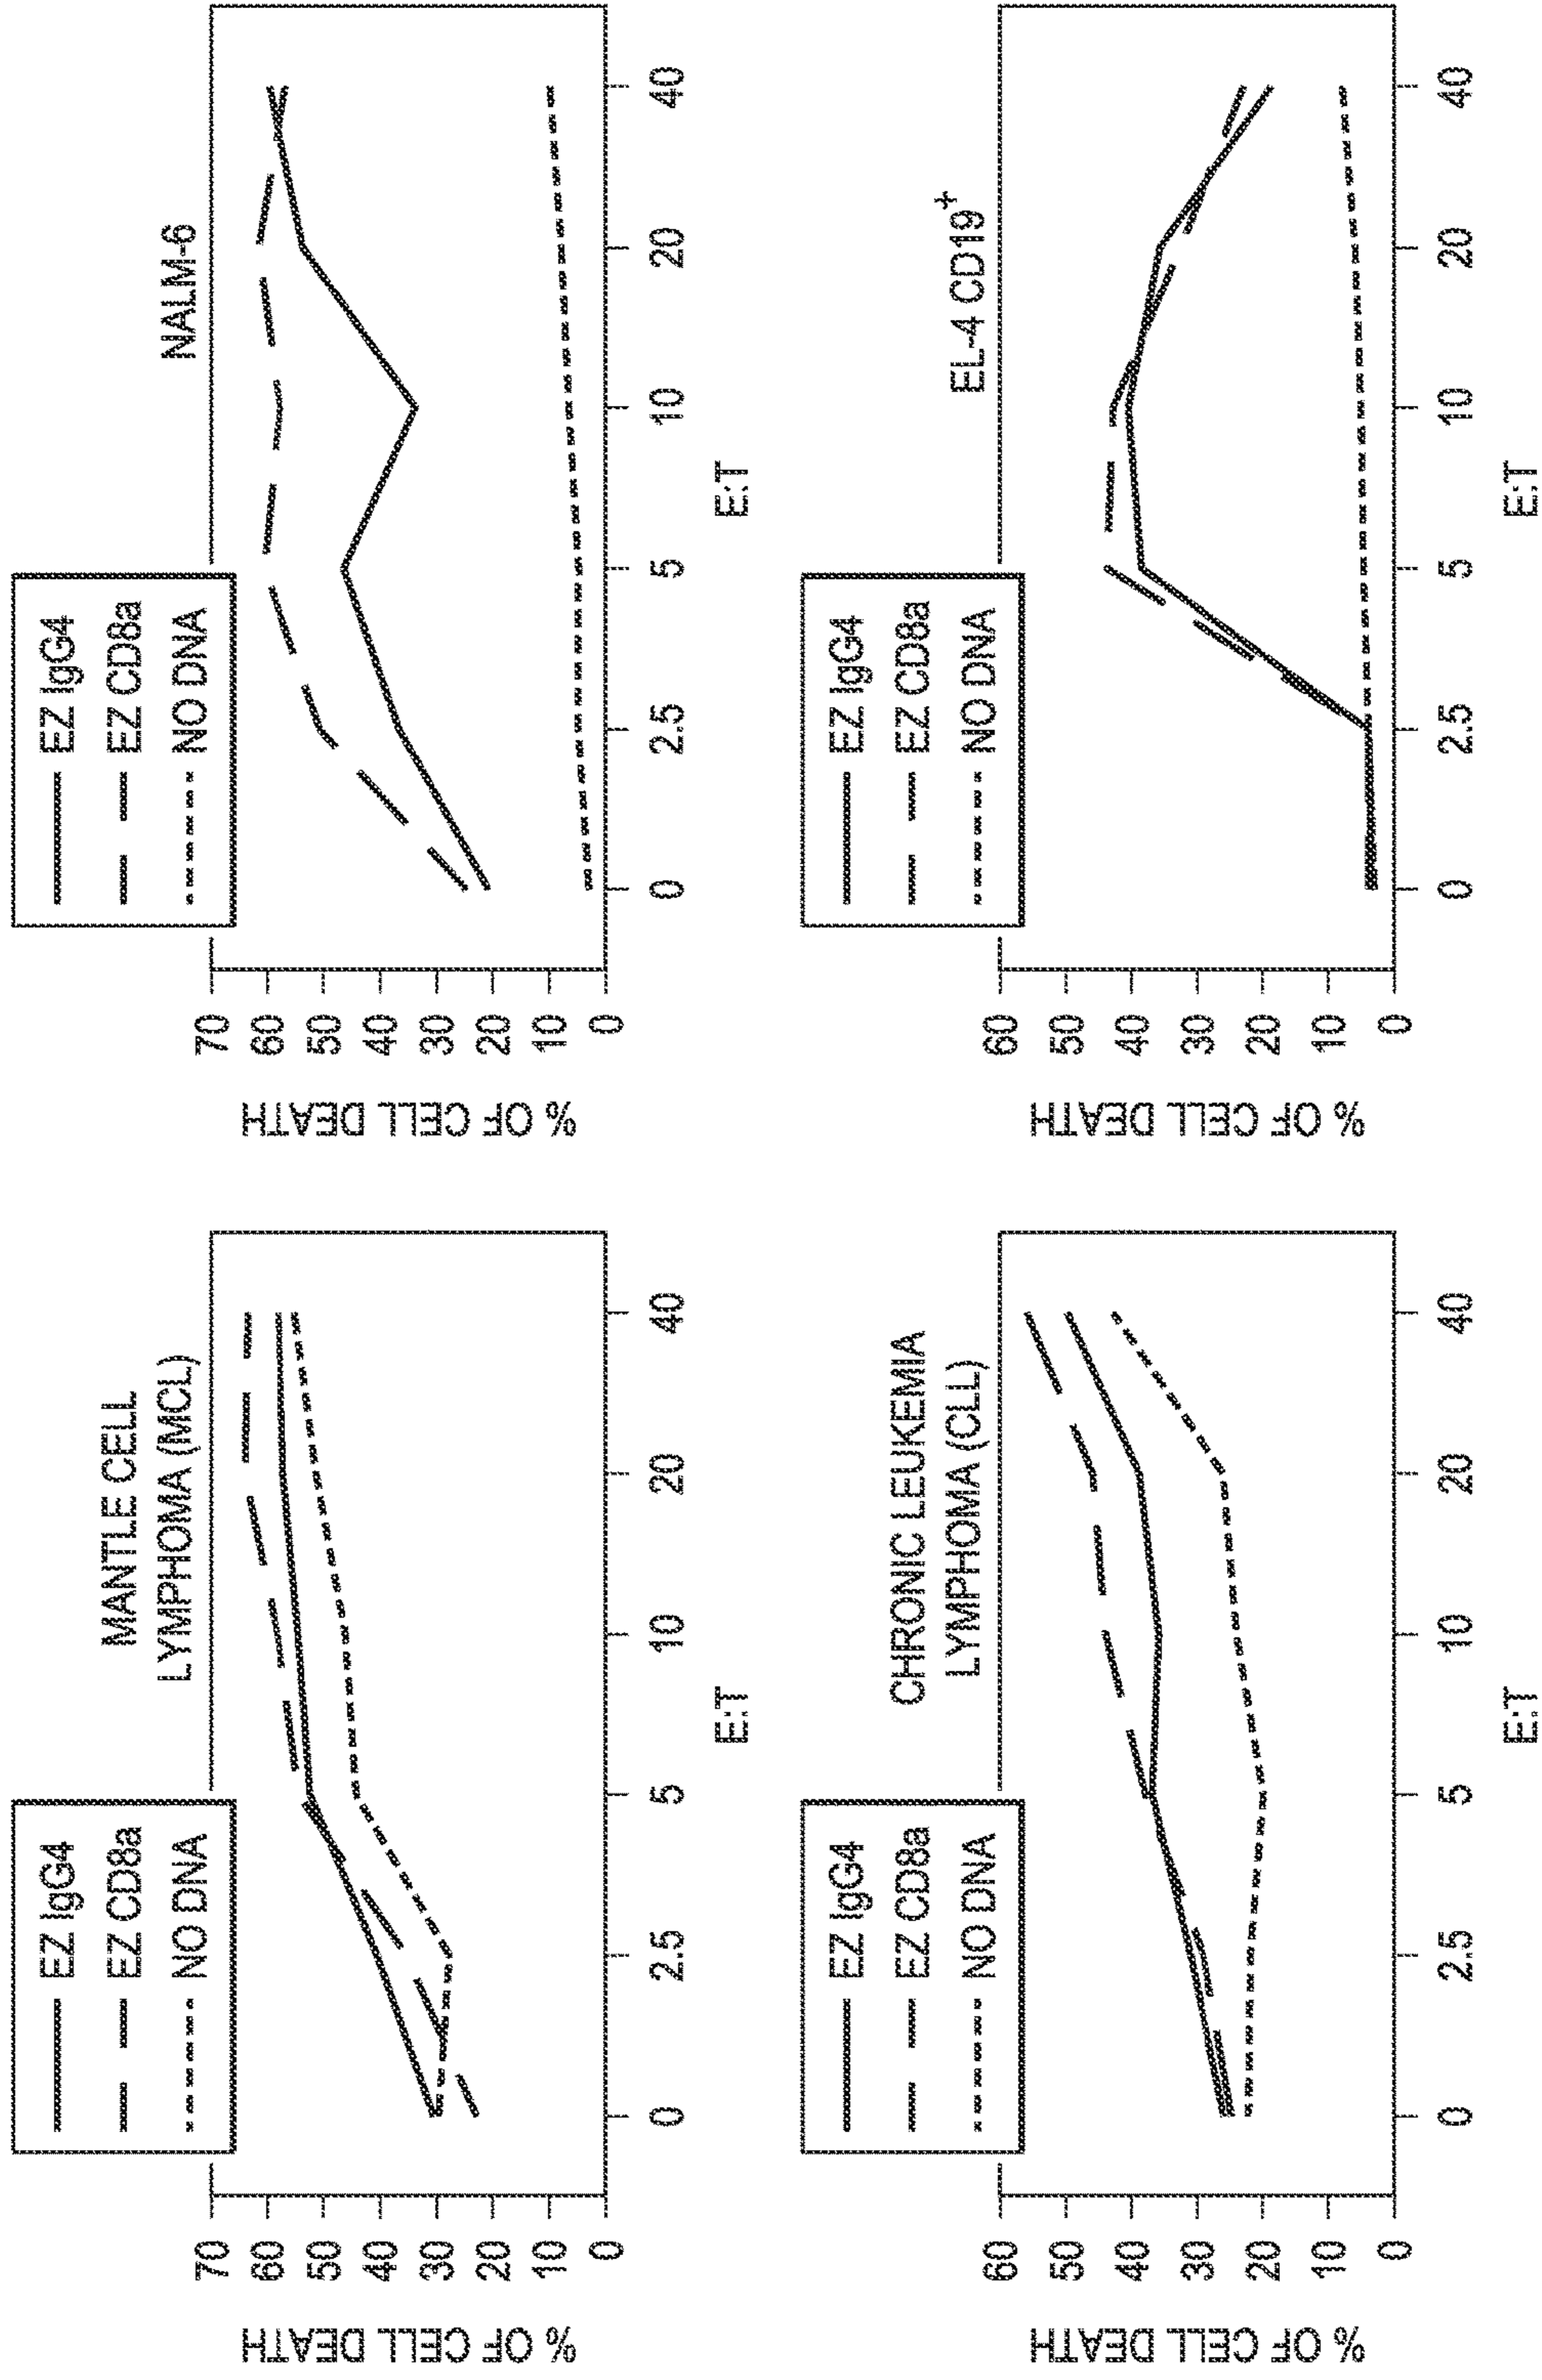 MANTLE CELL
LYMPHOMA (MCL)
EZ IgG4
EZ CD8a
NO DNA
% OF CELL DEATH
70
60
50
40
30
20
10
0
0
2.5
5
10
20
40
E:T
NALM-6
EZ IgG4
EZ CD8a
NO DNA
% OF CELL DEATH
70
60
50
40
30
20
10
0
0
2.5
5
10
20
40
E:T
CHRONIC LEUKEMIA
LYMPHOMA (CLL)
EZ IgG4
EZ CD8a
NO DNA
% OF CELL DEATH
60
50
40
30
20
10
0
0
2.5
5
10
20
40
E:T
EL-4 CD19+
EZ IgG4
EZ CD8a
NO DNA
% OF CELL DEATH
60
50
40
30
20
10
0
0
2.5
5
10
20
40
E:T